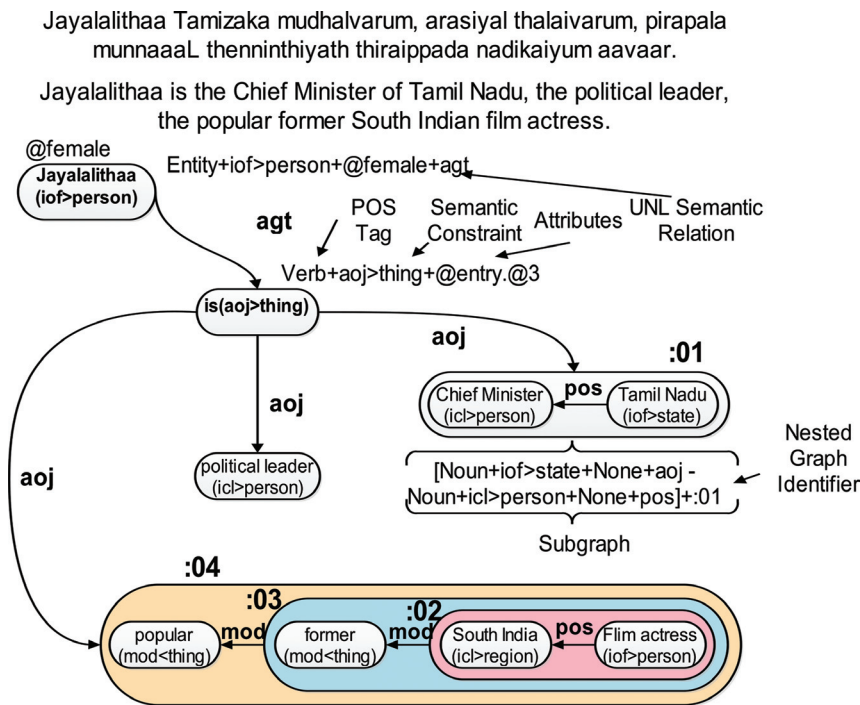 Jayalalithaa Tamizaka mudhalvarum, arasiyal thalaivarum, pirapala
munnaaaL thenninthiyath thiraippada nadikaiyum aavaar.
Jayalalithaa is the Chief Minister of Tamil Nadu, the political leader,
the popular former South Indian film actress.
@female
Jayalalithaa
(iof>person)
Entity+iof>person+@female+agt
agt
POS
Tag
Semantic
Constraint
Attributes
UNL Semantic
Relation
Verb+aoj>thing+@entry.@3
is(aoj>thing)
aoj
:01
Chief Minister
(icl>person)
pos
Tamil Nadu
(iof>state)
aoj
political leader
(icl>person)
aoj
[Noun+iof>state+None+aoj -
Noun+icl>person+None+pos]+:01
Nested
Graph
Identifier
Subgraph
:04
:03
:02
popular
(mod<thing)
mod
former
(mod<thing)
mod
South India
(icl>region)
pos
Flim actress
(iof>person)